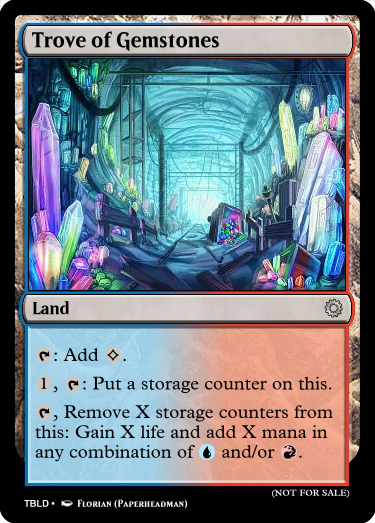 Trove of Gemstones
Land
: Add .
1, : Put a storage counter on this.
, Remove X storage counters from
this: Gain X life and add X mana in
any combination of and/or .
(NOT FOR SALE)
TBLD • Florian (Paperheadman)